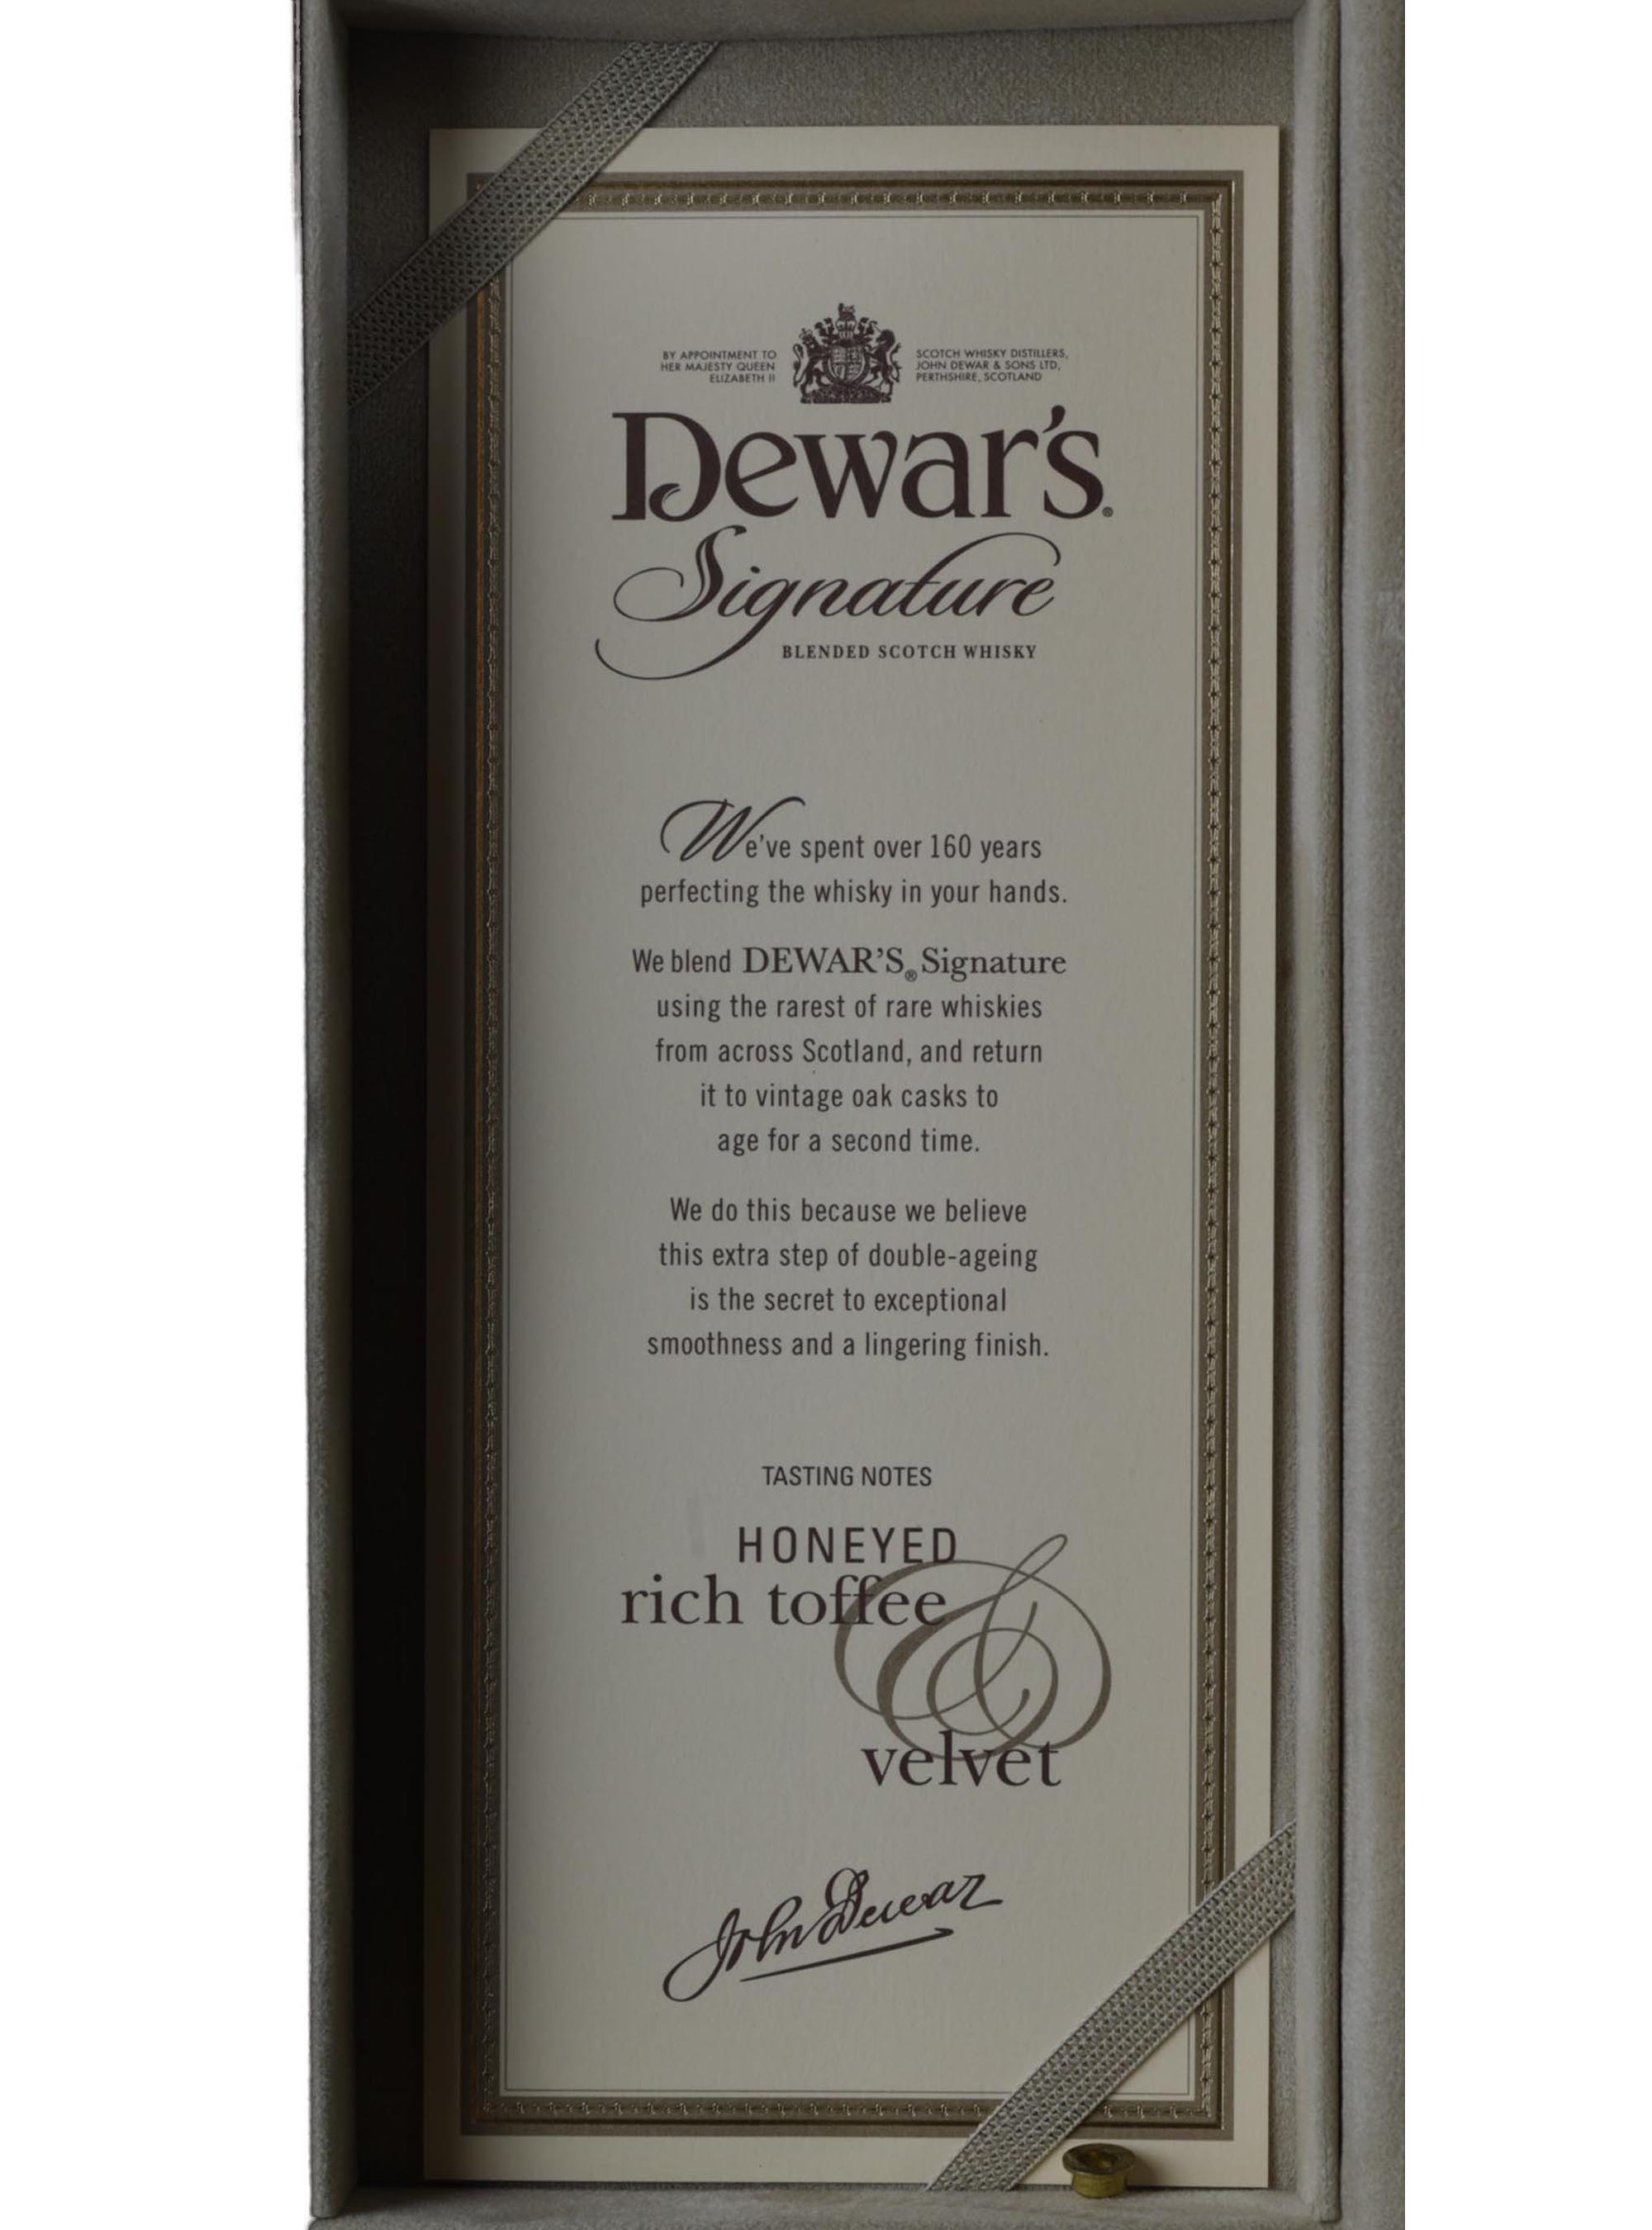 BY APPOINTMENT TO
HER MAJESTY QUEEN
ELIZABETH II
SCOTCH WHISKY DISTILLERS,
JOHN DEWAR & SONS LTD,
PERTHSHIRE, SCOTLAND
Dewar's®
Signature
BLENDED SCOTCH WHISKY
We've spent over 160 years
perfecting the whisky in your hands.
We blend DEWAR'S® Signature
using the rarest of rare whiskies
from across Scotland, and return
it to vintage oak casks to
age for a second time.
We do this because we believe
this extra step of double-ageing
is the secret to exceptional
smoothness and a lingering finish.
TASTING NOTES
HONEYED
rich toffee
&
velvet
John Dewar